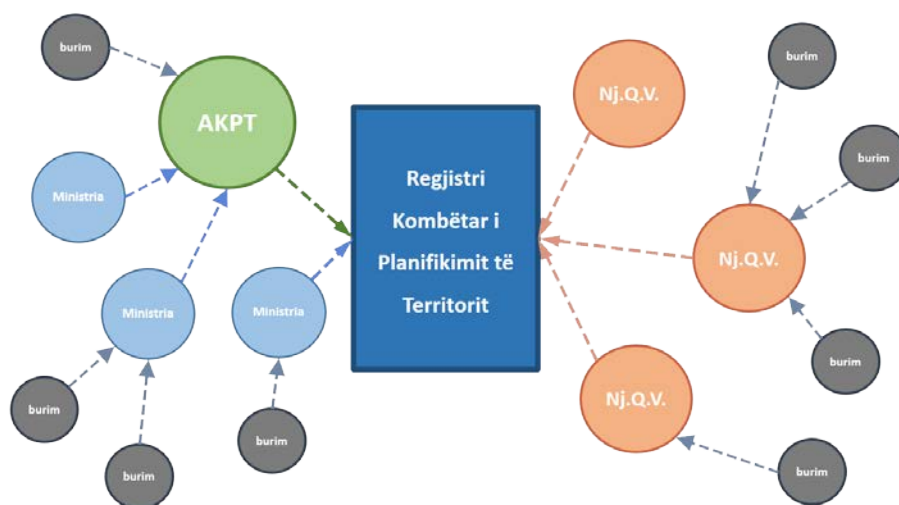 burim
AKPT
Ministria
Ministria
Ministria
burim
burim
burim
Regjistri
Kombëtar i
Planifikimit të
Territorit
Nj.Q.V.
burim
burim
Nj.Q.V.
burim
Nj.Q.V.
burim